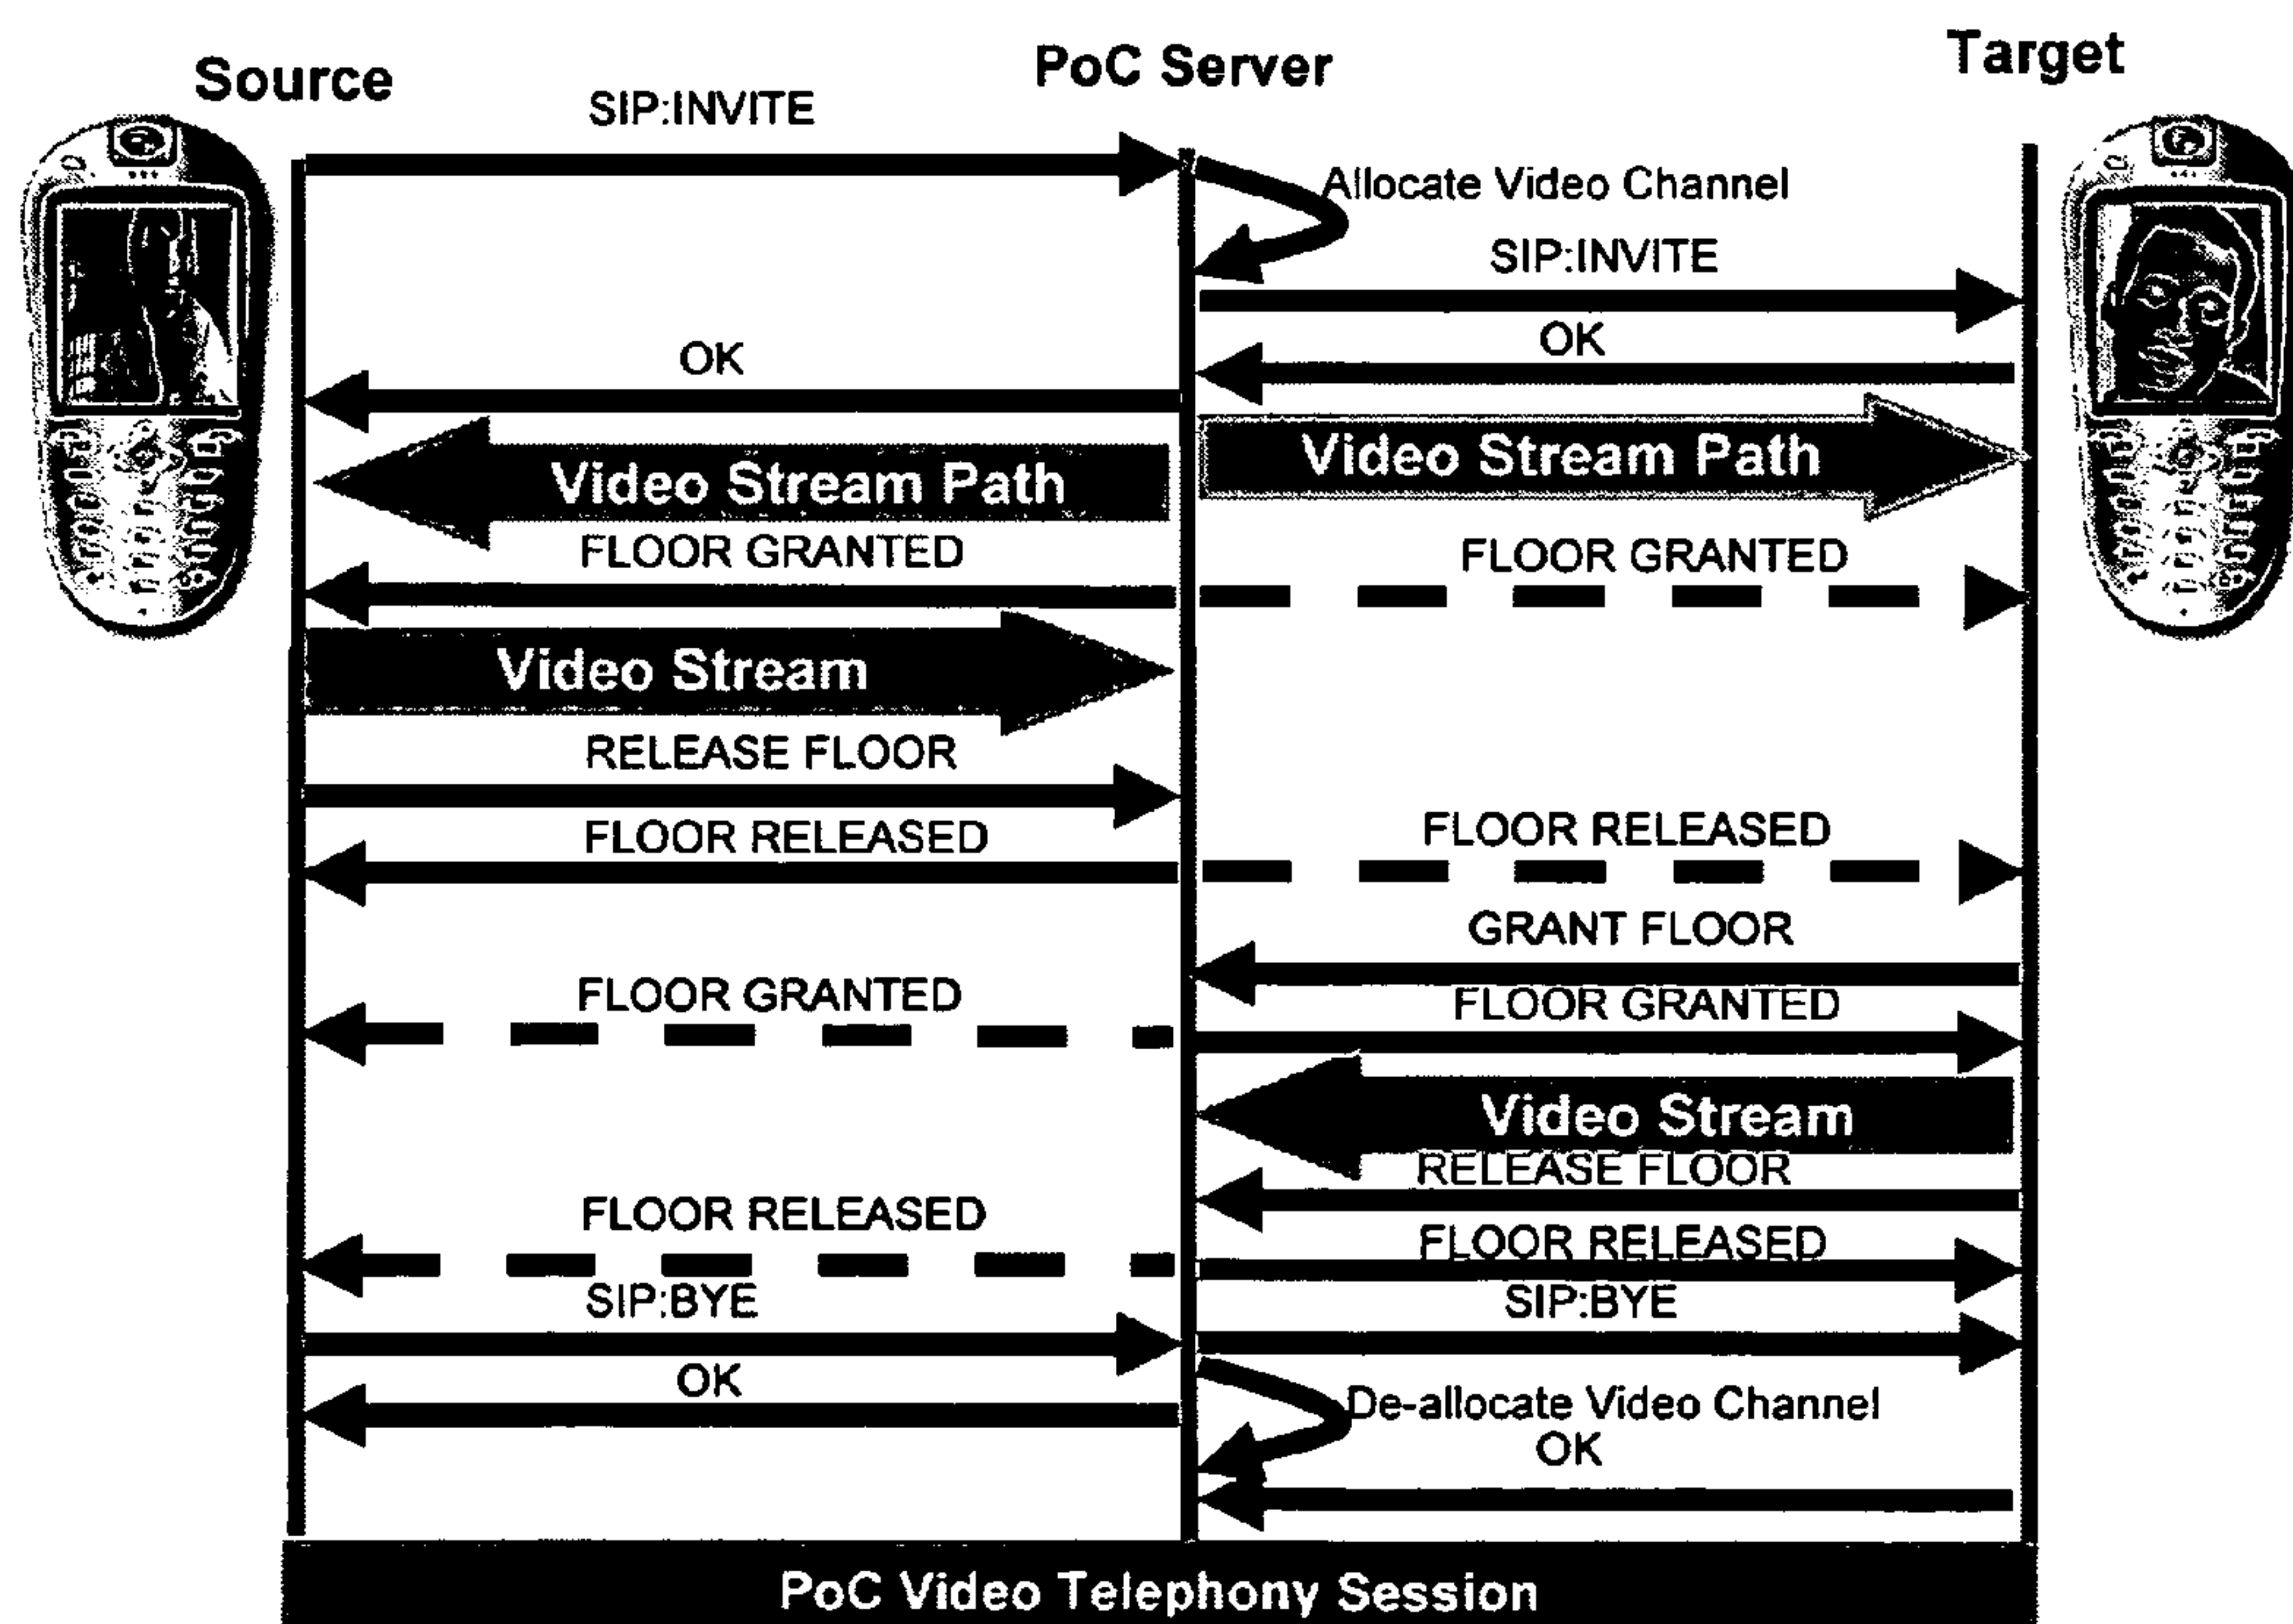 Source
PoC Server
Target
SIP:INVITE
Allocate Video Channel
SIP:INVITE
OK
OK
Video Stream Path
Video Stream Path
FLOOR GRANTED
FLOOR GRANTED
Video Stream
RELEASE FLOOR
FLOOR RELEASED
FLOOR RELEASED
GRANT FLOOR
FLOOR GRANTED
FLOOR GRANTED
Video Stream
RELEASE FLOOR
FLOOR RELEASED
FLOOR RELEASED
SIP:BYE
SIP:BYE
OK
De-allocate Video Channel
OK
PoC Video Telephony Session